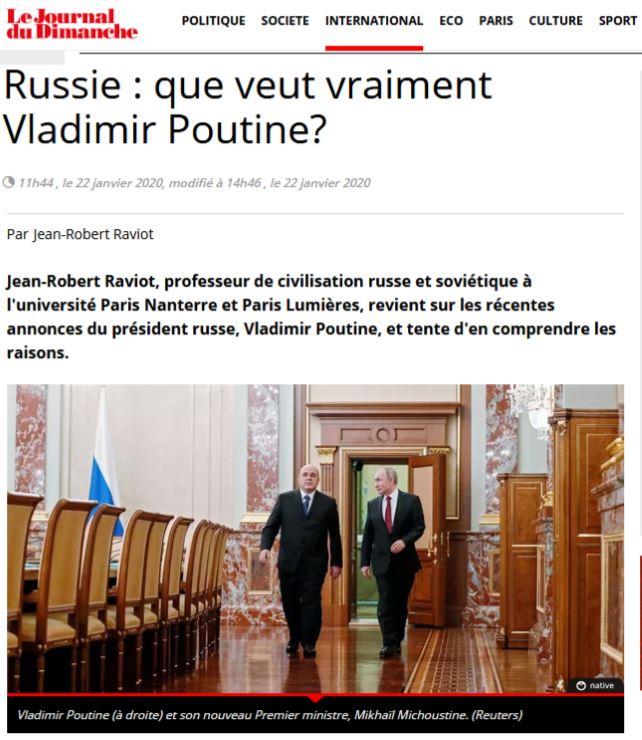 Le Journal
du Dimanche
POLITIQUE SOCIETE INTERNATIONAL ECO PARIS CULTURE SPORT
Russie : que veut vraiment
Vladimir Poutine?
11h44 , le 22 janvier 2020, modifié à 14h46 , le 22 janvier 2020
Par Jean-Robert Raviot
Jean-Robert Raviot, professeur de civilisation russe et soviétique à
l'université Paris Nanterre et Paris Lumières, revient sur les récentes
annonces du président russe, Vladimir Poutine, et tente d'en comprendre les
raisons.
native
Vladimir Poutine (à droite) et son nouveau Premier ministre, Mikhaïl Michoustine. (Reuters)